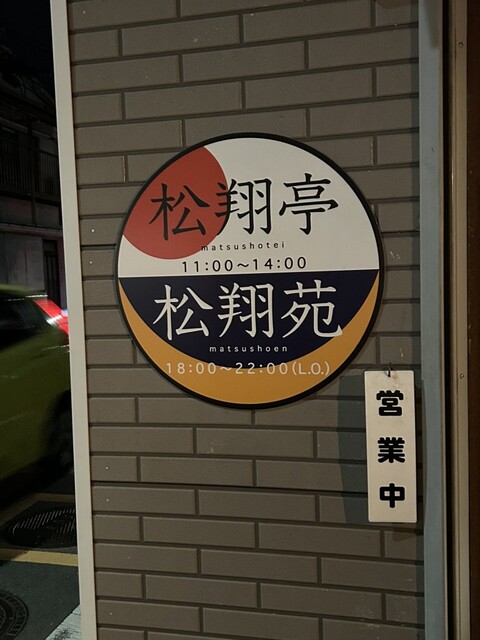 松翔亭
matsushotei
11:00～14:00
松翔苑
matsushoen
18:00～22:00(L.O.)
営業中